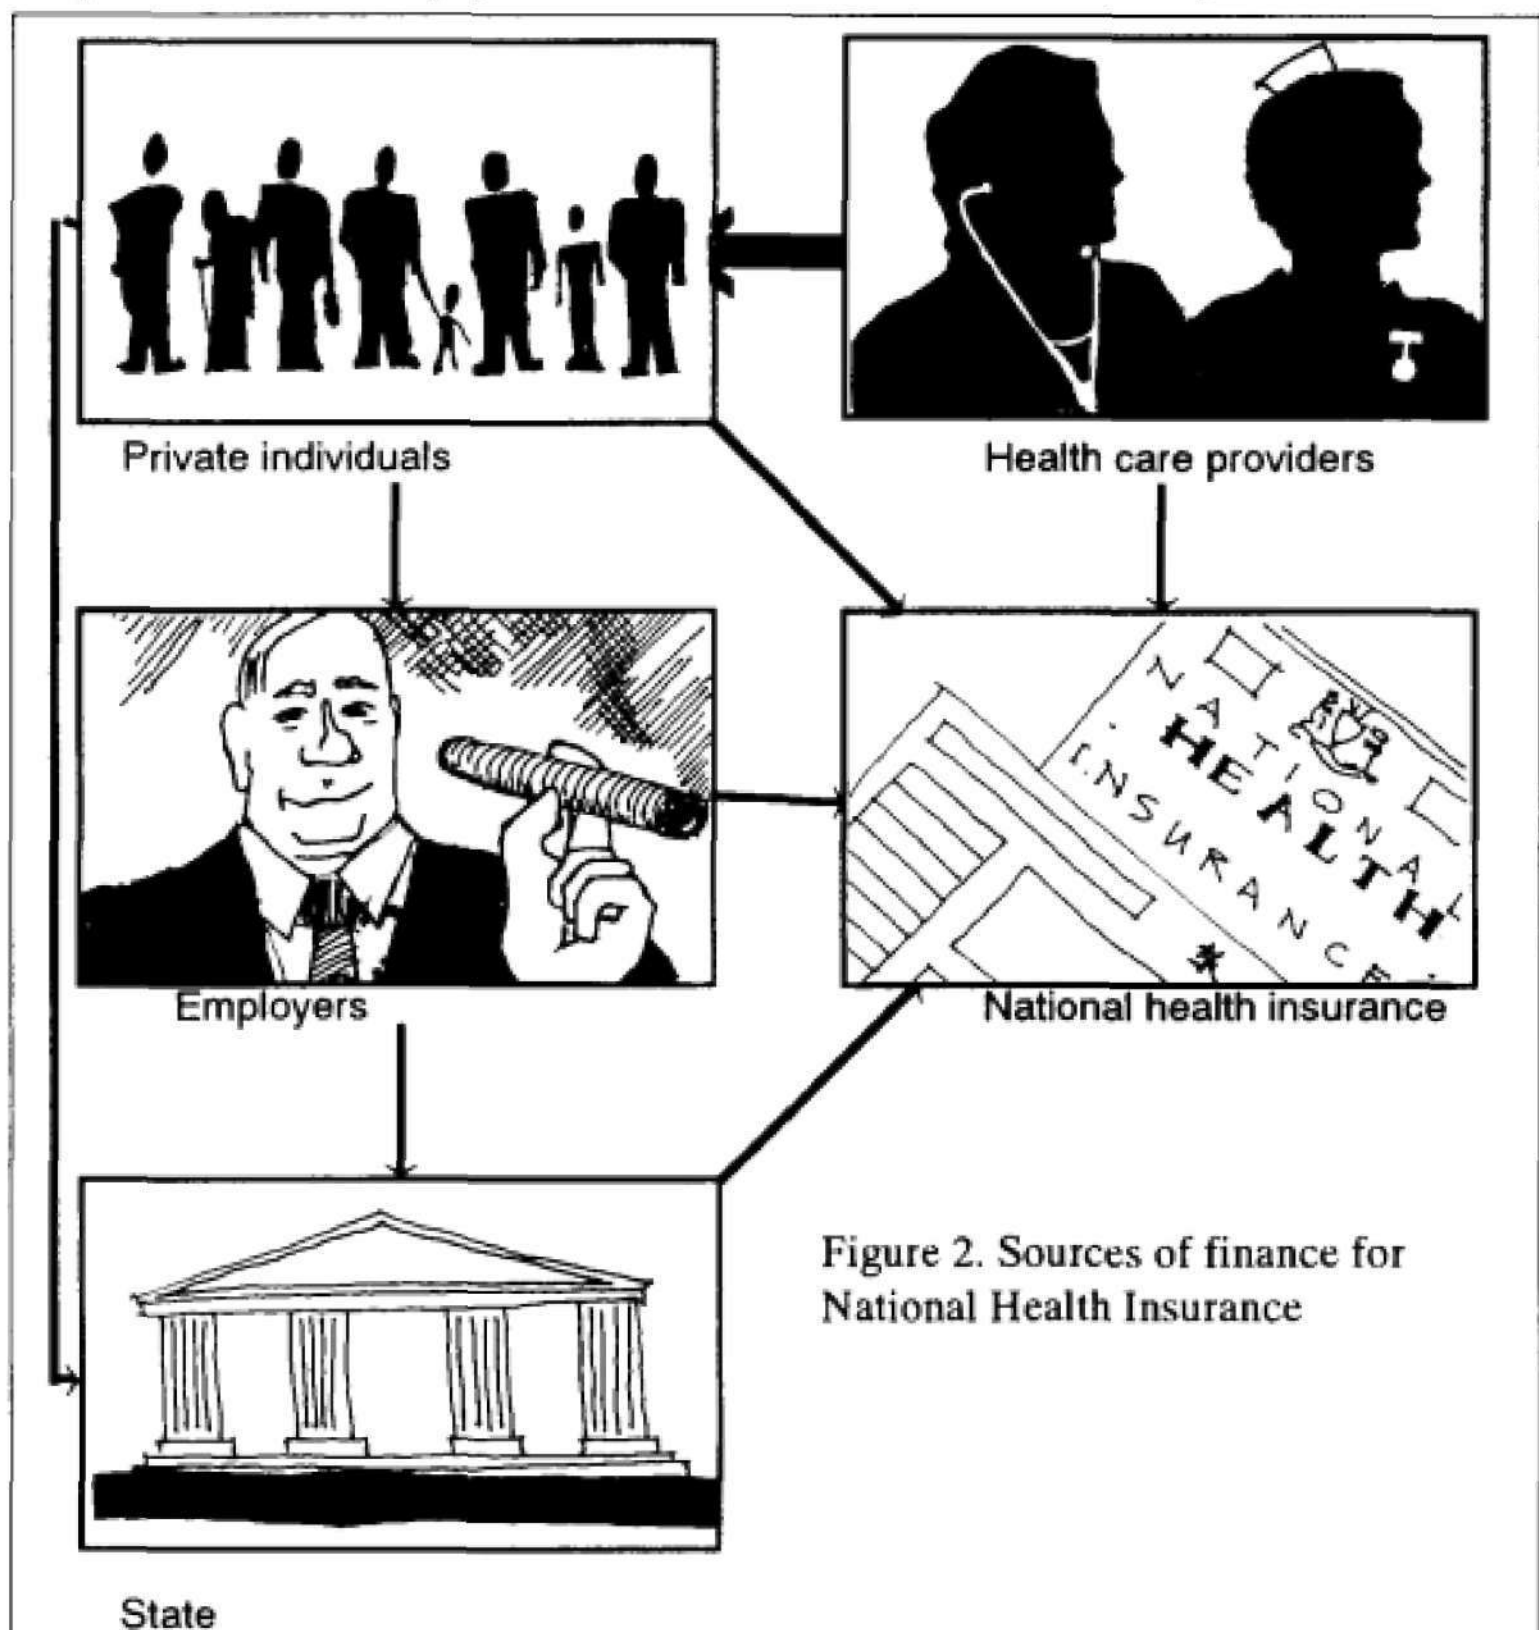 Private individuals
Health care providers
NATIONAL
HEALTH
INSURANCE
Employers
National health insurance
Figure 2. Sources of finance for
National Health Insurance
State